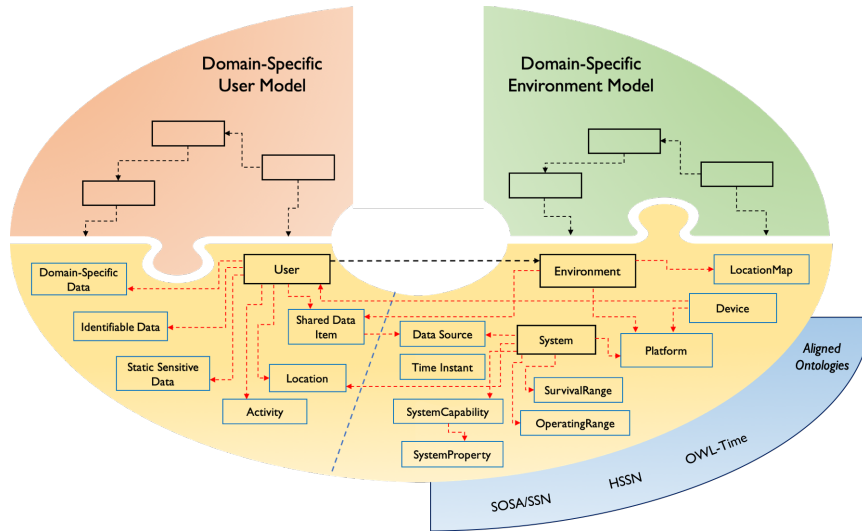 Domain-Specific
User Model
Domain-Specific
Environment Model
User
Environment
LocationMap
Domain-Specific
Data
Device
Identifiable Data
Shared Data
Item
Data Source
System
Platform
Aligned
Ontologies
Static Sensitive
Data
Location
Time Instant
SurvivalRange
Activity
SystemCapability
OperatingRange
SystemProperty
OWL-Time
HSSN
SOSA/SSN